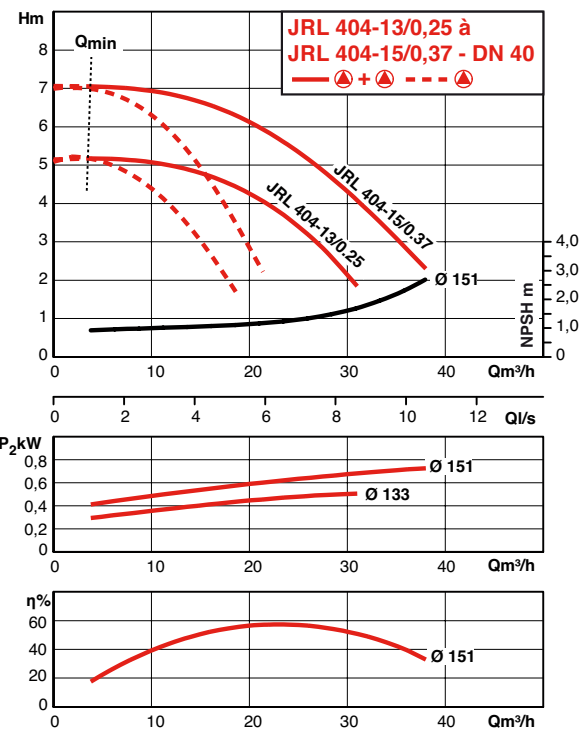 Hm
JRL 404-13/0,25 à
JRL 404-15/0,37 - DN 40
+
Qmin
8
7
6
5
4
3
2
1
0
JRL 404-15/0.37
JRL 404-13/0.25
Ø 151
4,0
3,0
2,0
1,0
0
NPSH m
0 10 20 30 40 Qm³/h
0 2 4 6 8 10 12 Ql/s
P₂kW
0,8
0,6
0,4
0,2
0
Ø 151
Ø 133
0 10 20 30 40 Qm³/h
η%
60
40
20
0
Ø 151
0 10 20 30 40 Qm³/h